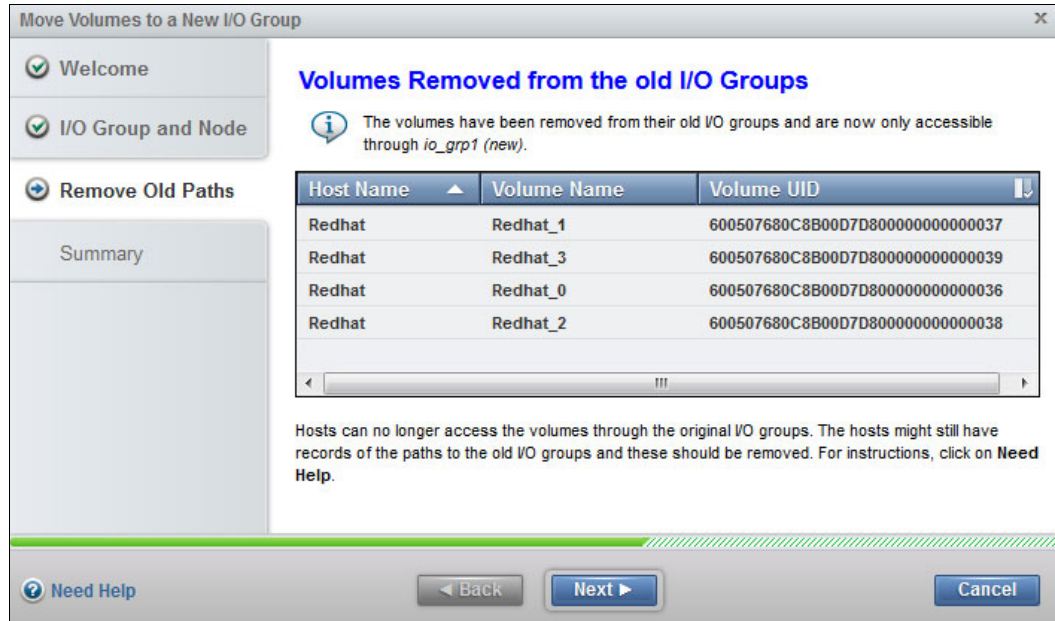 Move Volumes to a New I/O Group
x
Welcome
I/O Group and Node
Remove Old Paths
Summary
Volumes Removed from the old I/O Groups
The volumes have been removed from their old I/O groups and are now only accessible
through io_grp1 (new).
Host Name Volume Name Volume UID
Redhat Redhat_1 600507680C8B00D7D800000000000037
Redhat Redhat_3 600507680C8B00D7D800000000000039
Redhat Redhat_0 600507680C8B00D7D800000000000036
Redhat Redhat_2 600507680C8B00D7D800000000000038
Hosts can no longer access the volumes through the original I/O groups. The hosts might still have
records of the paths to the old I/O groups and these should be removed. For instructions, click on Need
Help.
Need Help
Back Next Cancel